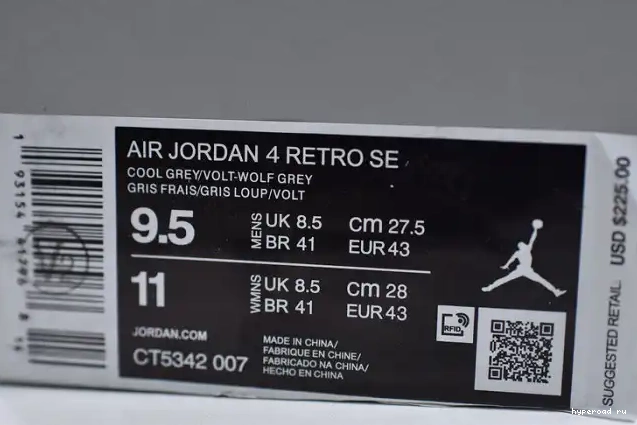 AIR JORDAN 4 RETRO SE
COOL GREY/VOLT-WOLF GREY
GRIS FRAIS/GRIS LOUP/VOLT
9.5
MENS
UK 8.5 cm 27.5
BR 41 EUR 43
11
WMNS
UK 8.5 cm 28
BR 41 EUR 43
JORDAN.COM
CT5342 007
MADE IN CHINA/
FABRIQUE EN CHINE/
FABRICADO NA CHINA/
HECHO EN CHINA
RFID
SUGGESTED RETAIL USD $225.00
hyperoad.ru